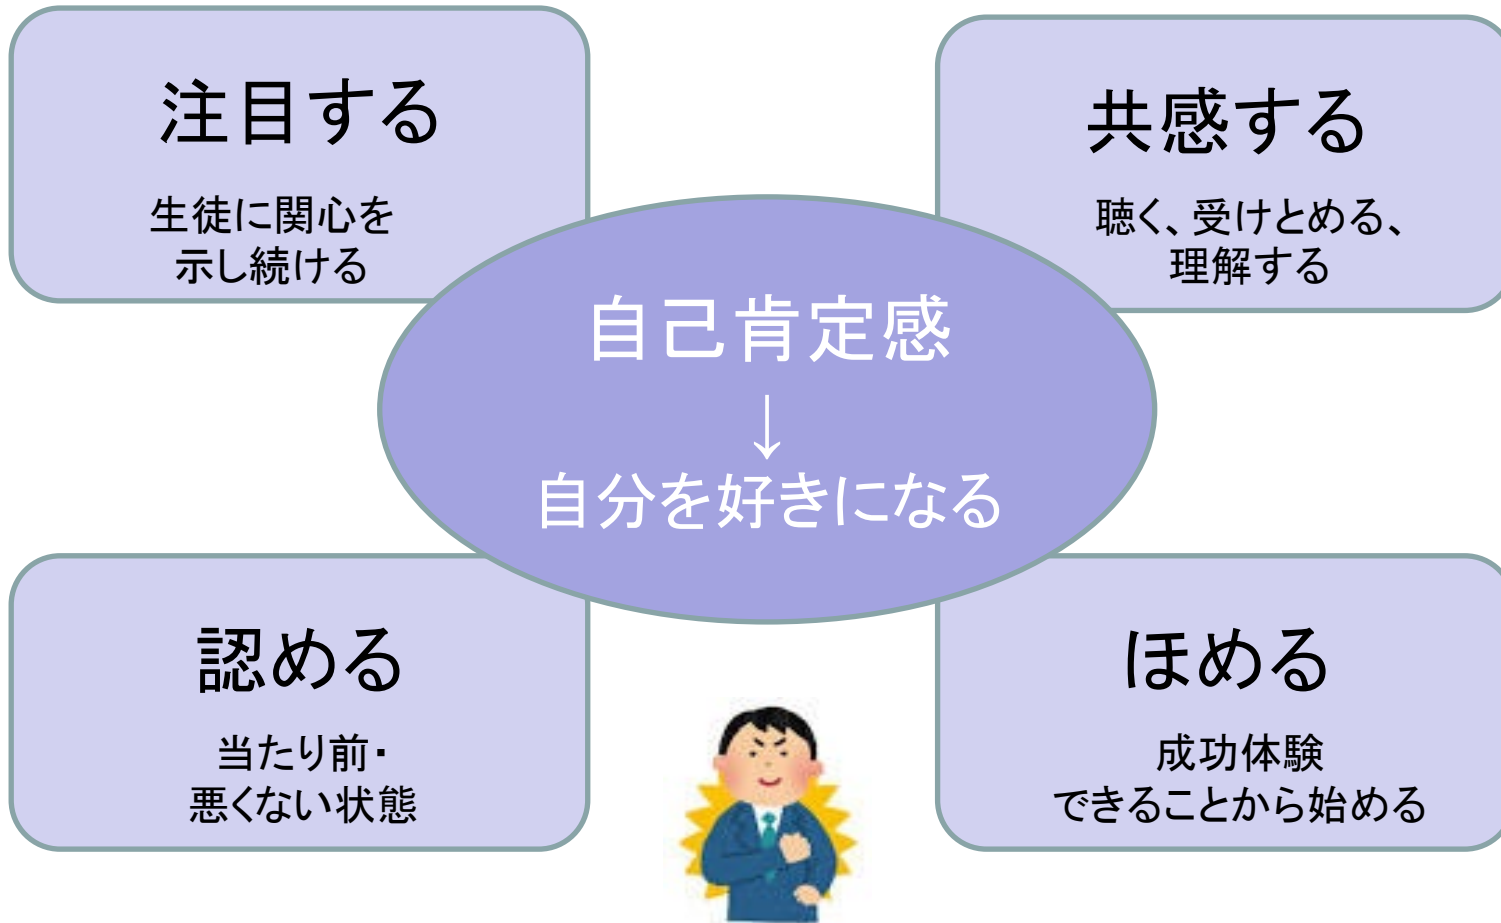 注目する
生徒に関心を
示し続ける
共感する
聴く、受けとめる、
理解する
自己肯定感
↓
自分を好きになる
認める
当たり前・
悪くない状態
ほめる
成功体験
できることから始める